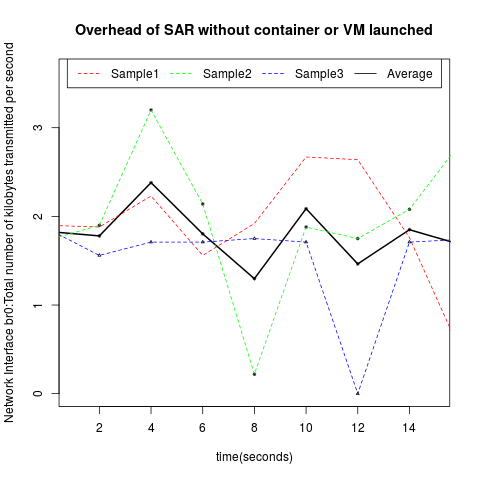 Overhead of SAR without container or VM launched
Network Interface br0:Total number of kilobytes transmitted per second
Sample1 Sample2 Sample3 Average
3
2
1
0
2 4 6 8 10 12 14
time(seconds)